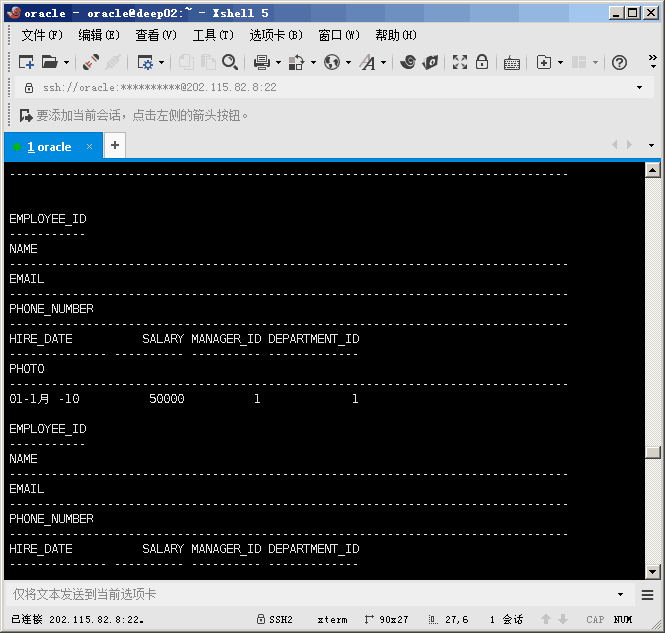 oracle - oracle@deep02:~ - Xshell 5
文件(F) 编辑(E) 查看(V) 工具(T) 选项卡(B) 窗口(W) 帮助(H)
ssh://oracle:**********@202.115.82.8:22
要添加当前会话，点击左侧的箭头按钮。
1 oracle × +
--------------------------------------------------------------------------------
EMPLOYEE_ID
-----------
NAME
--------------------------------------------------------------------------------
EMAIL
--------------------------------------------------------------------------------
PHONE_NUMBER
--------------------------------------------------------------------------------
HIRE_DATE          SALARY MANAGER_ID DEPARTMENT_ID
-------------- ---------- ---------- -------------
PHOTO
--------------------------------------------------------------------------------
01-1月 -10          50000          1             1
EMPLOYEE_ID
-----------
NAME
--------------------------------------------------------------------------------
EMAIL
--------------------------------------------------------------------------------
PHONE_NUMBER
--------------------------------------------------------------------------------
HIRE_DATE          SALARY MANAGER_ID DEPARTMENT_ID
-------------- ---------- ---------- -------------
仅将文本发送到当前选项卡
已连接 202.115.82.8:22。 SSH2 xterm 90x27 27,6 1 会话 CAP NUM